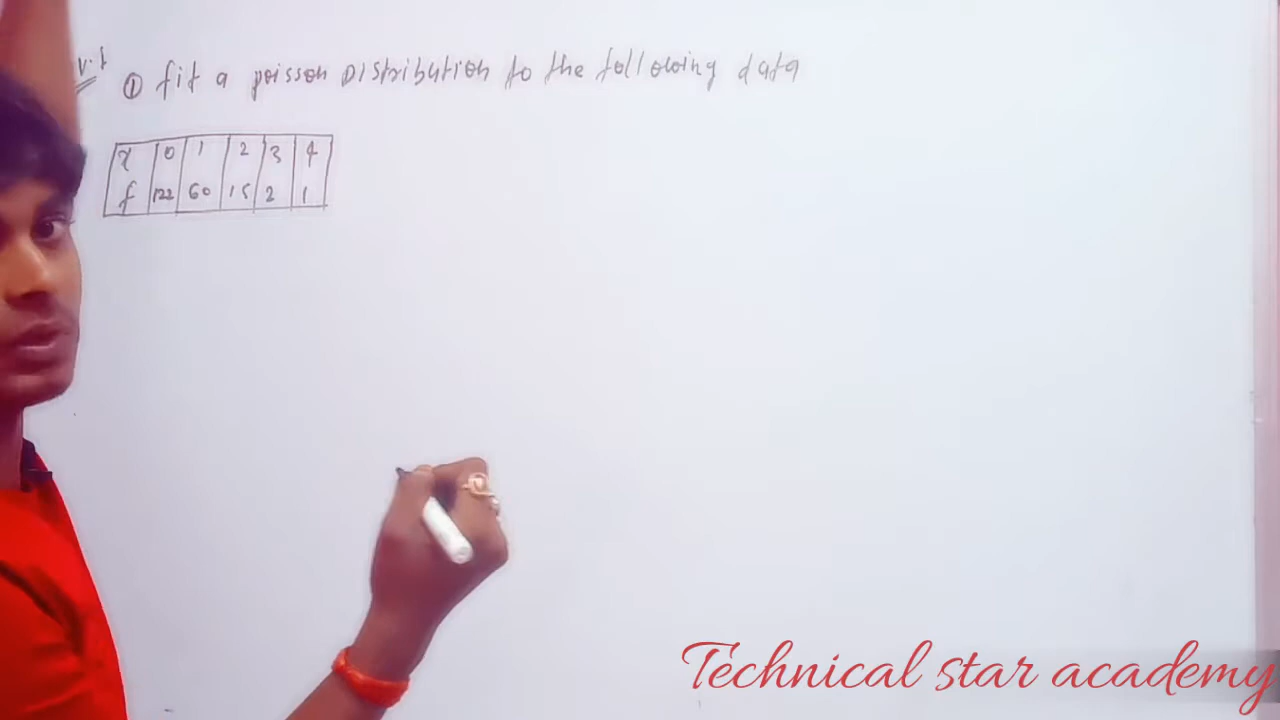 V.I
① fit a poisson Distribution to the following data
x 0 1 2 3 4
f 122 60 15 2 1
Technical star academy